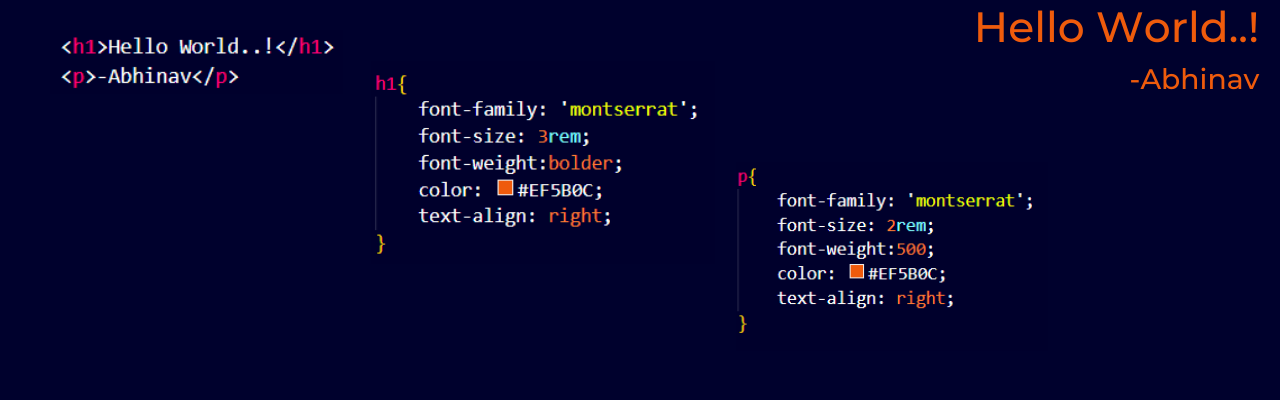 <h1>Hello World..!</h1>
<p>-Abhinav</p>
h1{
    font-family: 'montserrat';
    font-size: 3rem;
    font-weight:bolder;
    color: #EF5B0C;
    text-align: right;
}
p{
    font-family: 'montserrat';
    font-size: 2rem;
    font-weight:500;
    color: #EF5B0C;
    text-align: right;
}
Hello World..!
-Abhinav